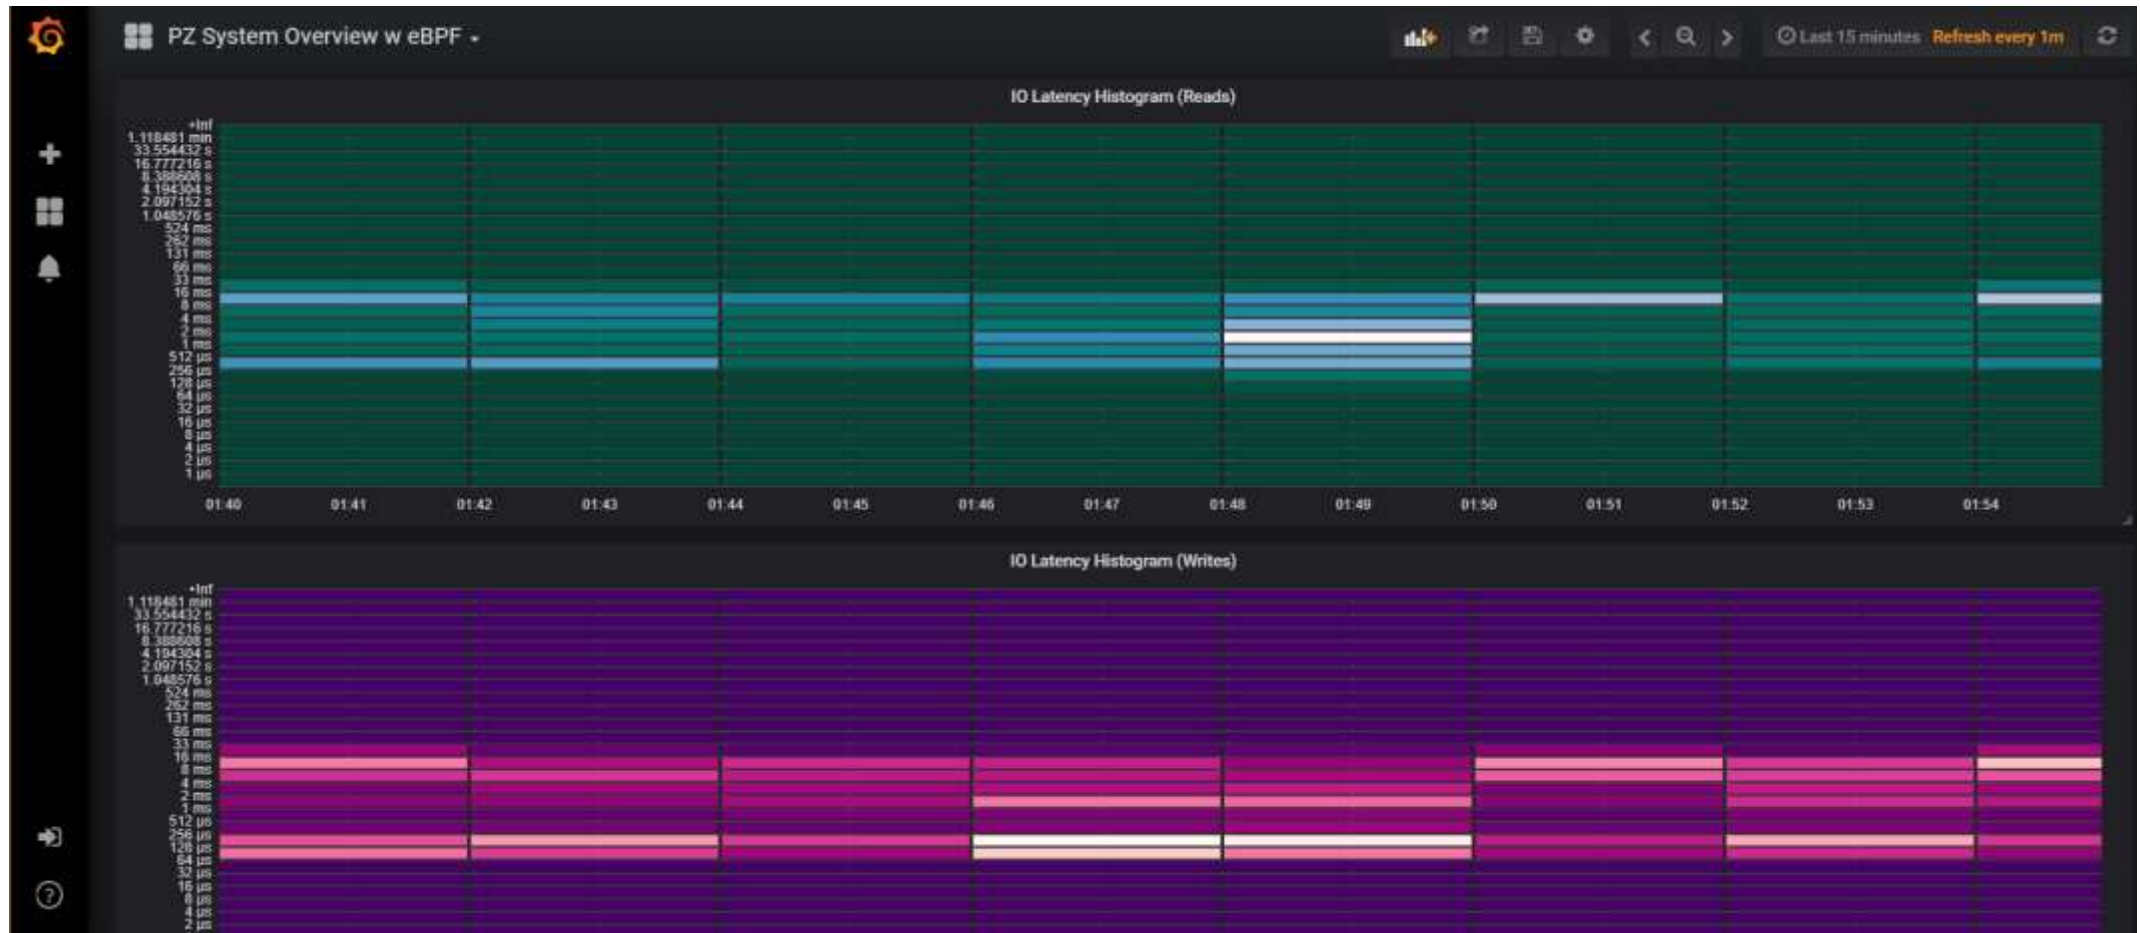 PZ System Overview w eBPF
Last 15 minutes Refresh every 1m
IO Latency Histogram (Reads)
+Inf
1.118481 min
33.554432 s
16.777216 s
8.388608 s
4.194304 s
2.097152 s
1.048576 s
524 ms
262 ms
131 ms
66 ms
33 ms
16 ms
8 ms
4 ms
2 ms
1 ms
512 µs
256 µs
128 µs
64 µs
32 µs
16 µs
8 µs
4 µs
2 µs
1 µs
01:40 01:41 01:42 01:43 01:44 01:45 01:46 01:47 01:48 01:49 01:50 01:51 01:52 01:53 01:54
IO Latency Histogram (Writes)
+Inf
1.118481 min
33.554432 s
16.777216 s
8.388608 s
4.194304 s
2.097152 s
1.048576 s
524 ms
262 ms
131 ms
66 ms
33 ms
16 ms
8 ms
4 ms
2 ms
1 ms
512 µs
256 µs
128 µs
64 µs
32 µs
16 µs
8 µs
4 µs
2 µs